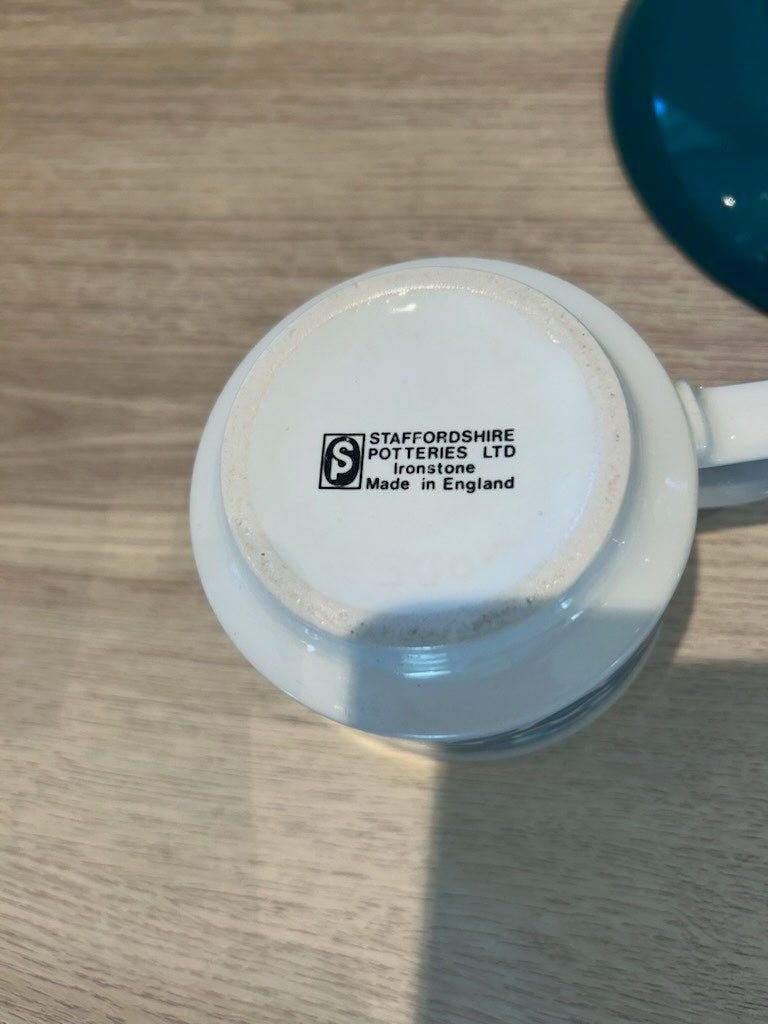 SP
STAFFORDSHIRE
POTTERIES LTD
Ironstone
Made in England